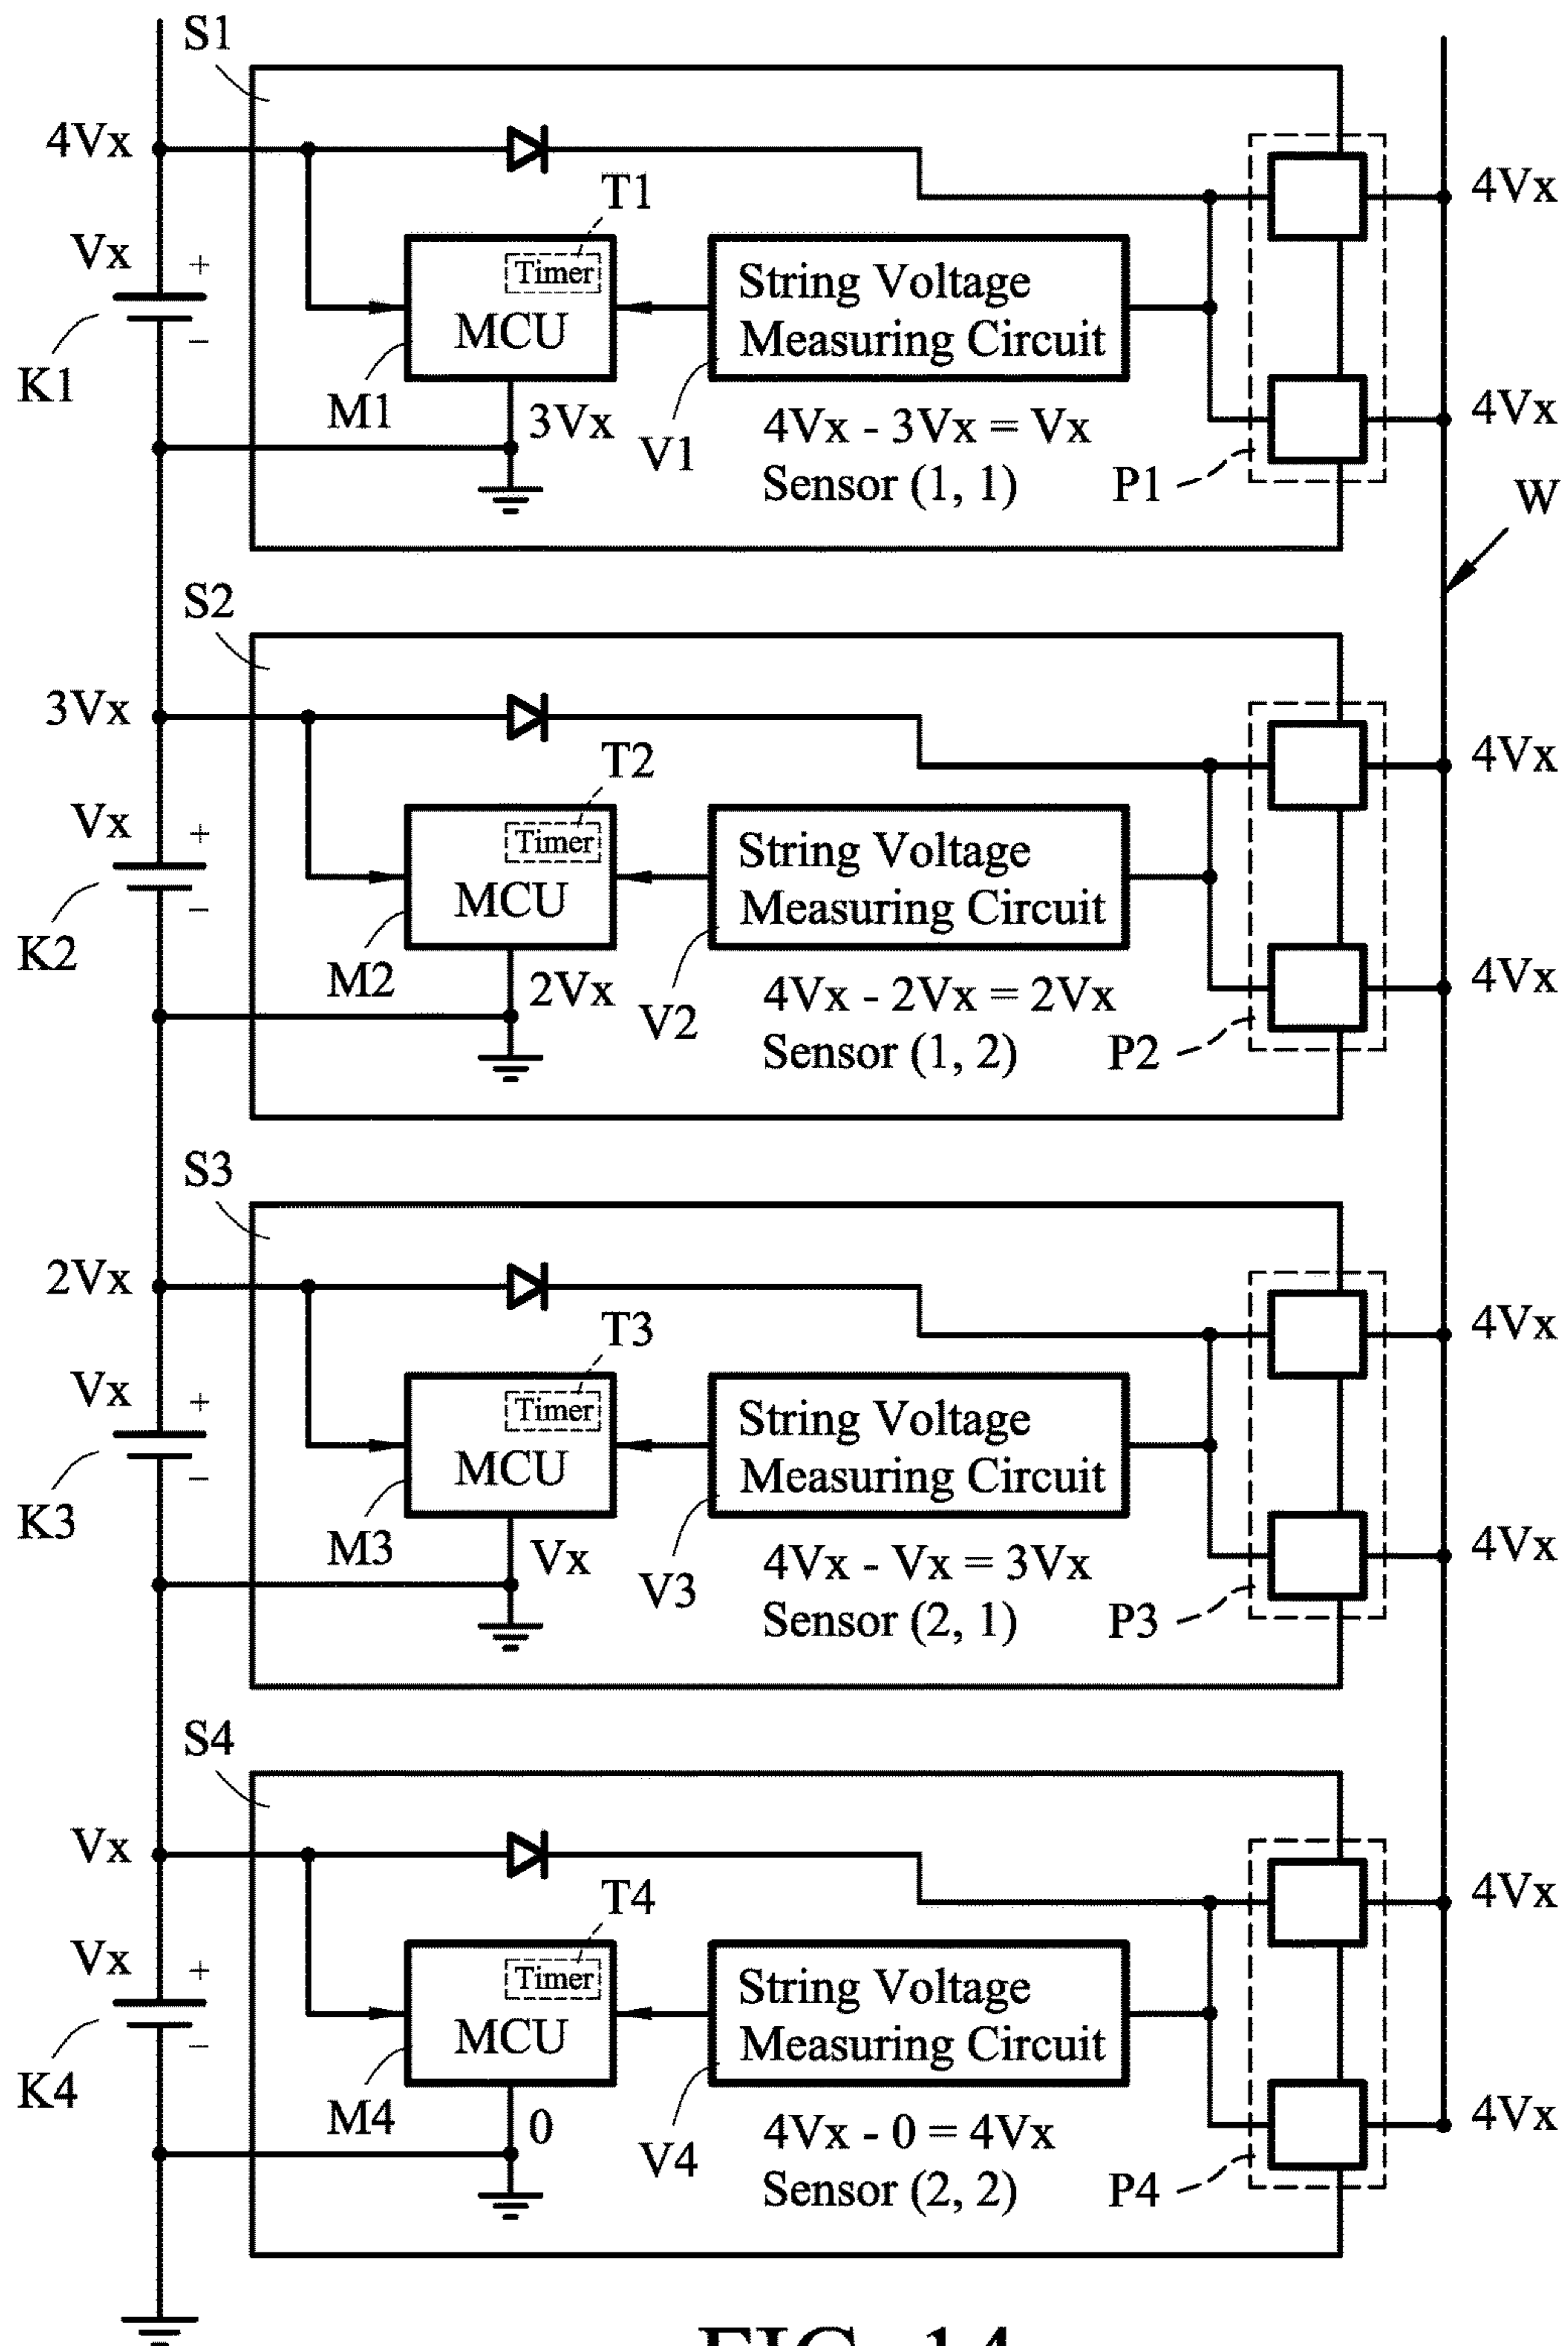 S1
4Vx
T1
4Vx
Vx
+
Timer
MCU
String Voltage
Measuring Circuit
−
K1
M1
3Vx
V1
4Vx - 3Vx = Vx
Sensor (1, 1)
P1
4Vx
W
S2
3Vx
T2
4Vx
Vx
+
Timer
MCU
String Voltage
Measuring Circuit
−
K2
M2
2Vx
V2
4Vx - 2Vx = 2Vx
Sensor (1, 2)
P2
4Vx
S3
2Vx
T3
4Vx
Vx
+
Timer
MCU
String Voltage
Measuring Circuit
−
K3
M3
Vx
V3
4Vx - Vx = 3Vx
Sensor (2, 1)
P3
4Vx
S4
Vx
T4
4Vx
Vx
+
Timer
MCU
String Voltage
Measuring Circuit
−
K4
M4
0
V4
4Vx - 0 = 4Vx
Sensor (2, 2)
P4
4Vx
FIG. 14